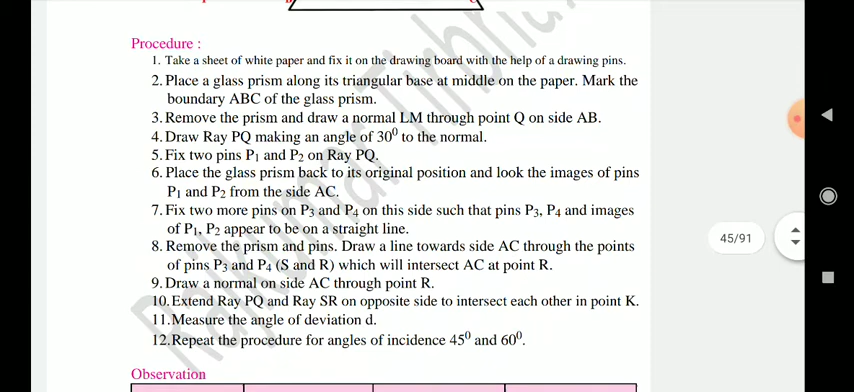 Procedure :
1. Take a sheet of white paper and fix it on the drawing board with the help of a drawing pins.
2. Place a glass prism along its triangular base at middle on the paper. Mark the
boundary ABC of the glass prism.
3. Remove the prism and draw a normal LM through point Q on side AB.
4. Draw Ray PQ making an angle of 30⁰ to the normal.
5. Fix two pins P₁ and P₂ on Ray PQ.
6. Place the glass prism back to its original position and look the images of pins
P₁ and P₂ from the side AC.
7. Fix two more pins on P₃ and P₄ on this side such that pins P₃, P₄ and images
of P₁, P₂ appear to be on a straight line.
8. Remove the prism and pins. Draw a line towards side AC through the points
of pins P₃ and P₄ (S and R) which will intersect AC at point R.
9. Draw a normal on side AC through point R.
10. Extend Ray PQ and Ray SR on opposite side to intersect each other in point K.
11. Measure the angle of deviation d.
12. Repeat the procedure for angles of incidence 45⁰ and 60⁰.
Observation
45/91